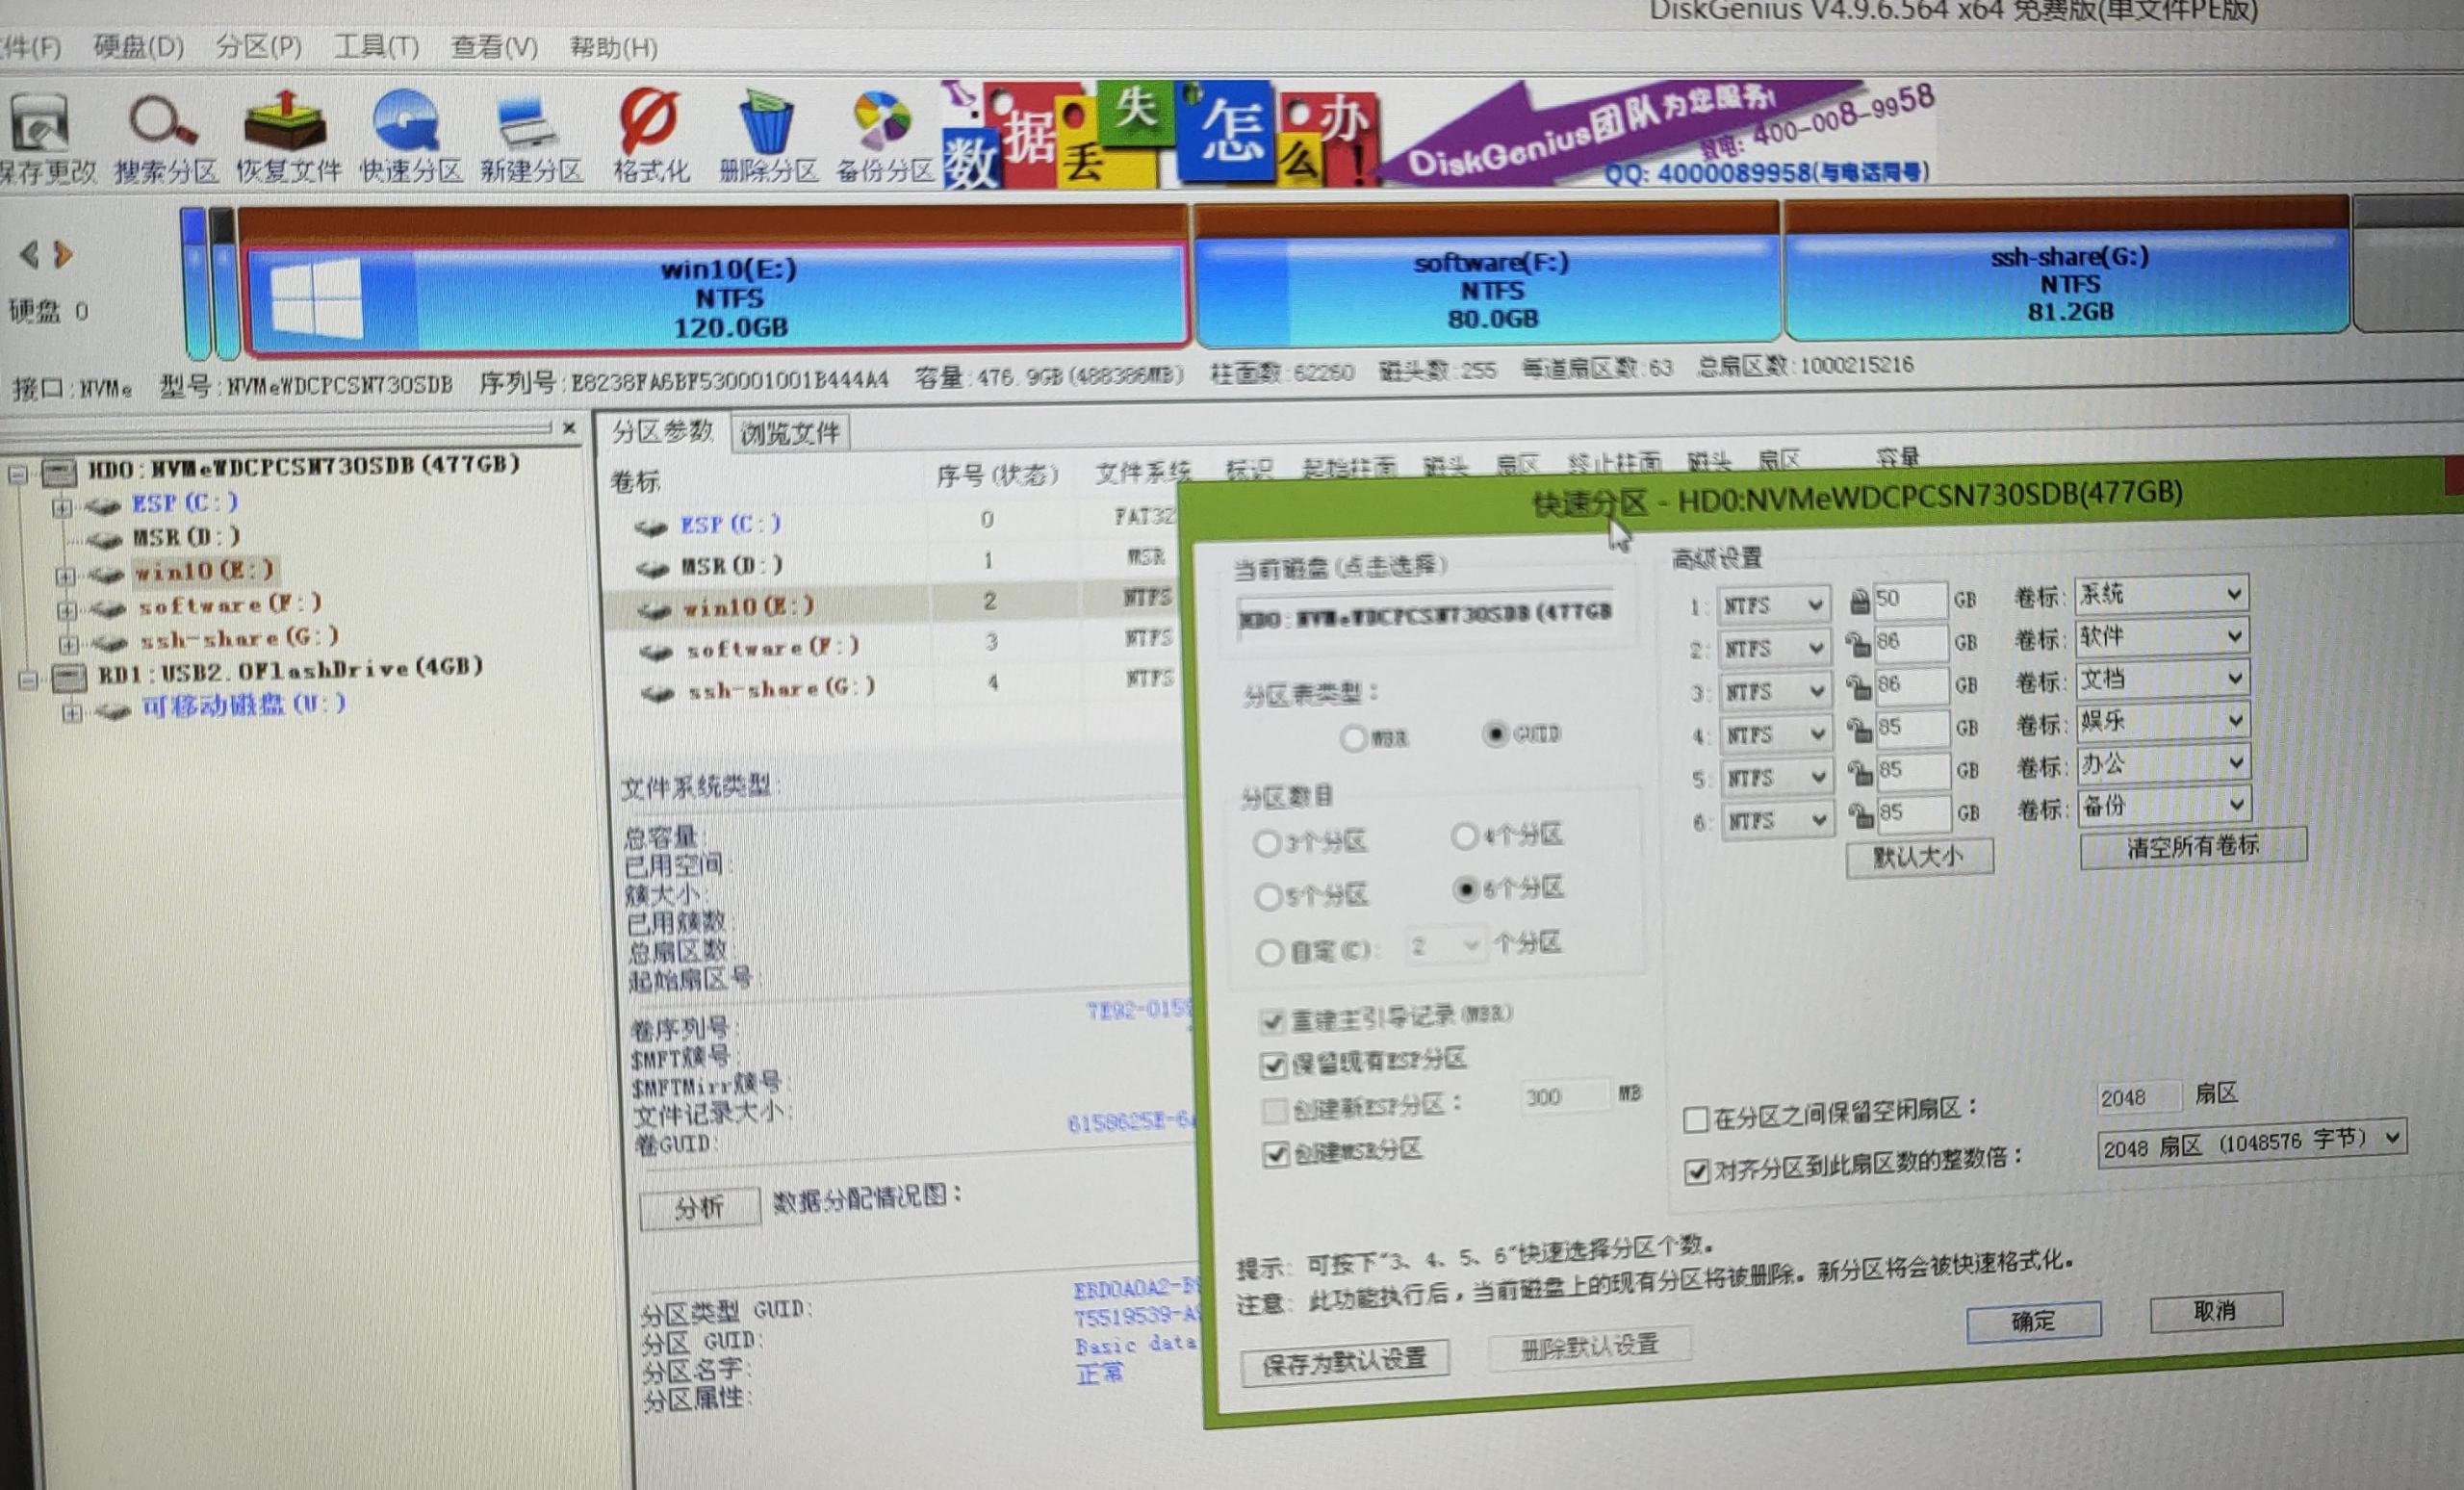 DiskGenius V4.9.6.564 x64 免费版(单文件PE版)
件(F) 硬盘(D) 分区(P) 工具(T) 查看(V) 帮助(H)
保存更改 搜索分区 恢复文件 快速分区 新建分区 格式化 删除分区 备份分区
数据丢失怎么办!
DiskGenius团队为您服务!
致电: 400-008-9958
QQ: 4000089958(与电话同号)
硬盘 0
win10(E:)
NTFS
120.0GB
software(F:)
NTFS
80.0GB
ssh-share(G:)
NTFS
81.2GB
接口:NVMe 型号:NVMeWDCPCSN730SDB 序列号:E8238FA6BF530001001B444A4 容量:476.9GB(488386MB) 柱面数:62260 磁头数:255 每道扇区数:63 总扇区数:1000215216
HD0:NVMeWDCPCSN730SDB(477GB)
ESP(C:)
MSR(D:)
win10(E:)
software(F:)
ssh-share(G:)
RD1:USB2.0FlashDrive(4GB)
可移动磁盘(U:)
分区参数 浏览文件
卷标 序号(状态) 文件系统 标识 起始柱面 磁头 扇区 终止柱面 磁头 扇区 容量
ESP(C:) 0 FAT32
MSR(D:) 1 MSR
win10(E:) 2 NTFS
software(F:) 3 NTFS
ssh-share(G:) 4 NTFS
文件系统类型:
总容量:
已用空间:
簇大小:
已用簇数:
总扇区数:
起始扇区号:
卷序列号: 7E92-015
$MFT簇号:
$MFTMirr簇号:
文件记录大小:
卷GUID: 6158625E-6
分析 数据分配情况图:
分区类型 GUID: EBD0A0A2-B
分区 GUID: 75519539-A
分区名字: Basic data
分区属性: 正常
快速分区 - HD0:NVMeWDCPCSN730SDB(477GB)
当前磁盘(点击选择)
HD0:NVMeWDCPCSN730SDB(477GB
分区表类型:
MBR GUID
分区数目
3个分区 4个分区
5个分区 6个分区
自定(C): 2 个分区
重建主引导记录(MBR)
保留现有ESP分区
创建新ESP分区: 300 MB
创建MSR分区
高级设置
1: NTFS 50 GB 卷标: 系统
2: NTFS 86 GB 卷标: 软件
3: NTFS 86 GB 卷标: 文档
4: NTFS 85 GB 卷标: 娱乐
5: NTFS 85 GB 卷标: 办公
6: NTFS 85 GB 卷标: 备份
默认大小 清空所有卷标
在分区之间保留空闲扇区: 2048 扇区
对齐分区到此扇区数的整数倍: 2048 扇区 (1048576 字节)
提示: 可按下"3、4、5、6"快速选择分区个数。
注意: 此功能执行后，当前磁盘上的现有分区将被删除。新分区将会被快速格式化。
保存为默认设置 删除默认设置 确定 取消